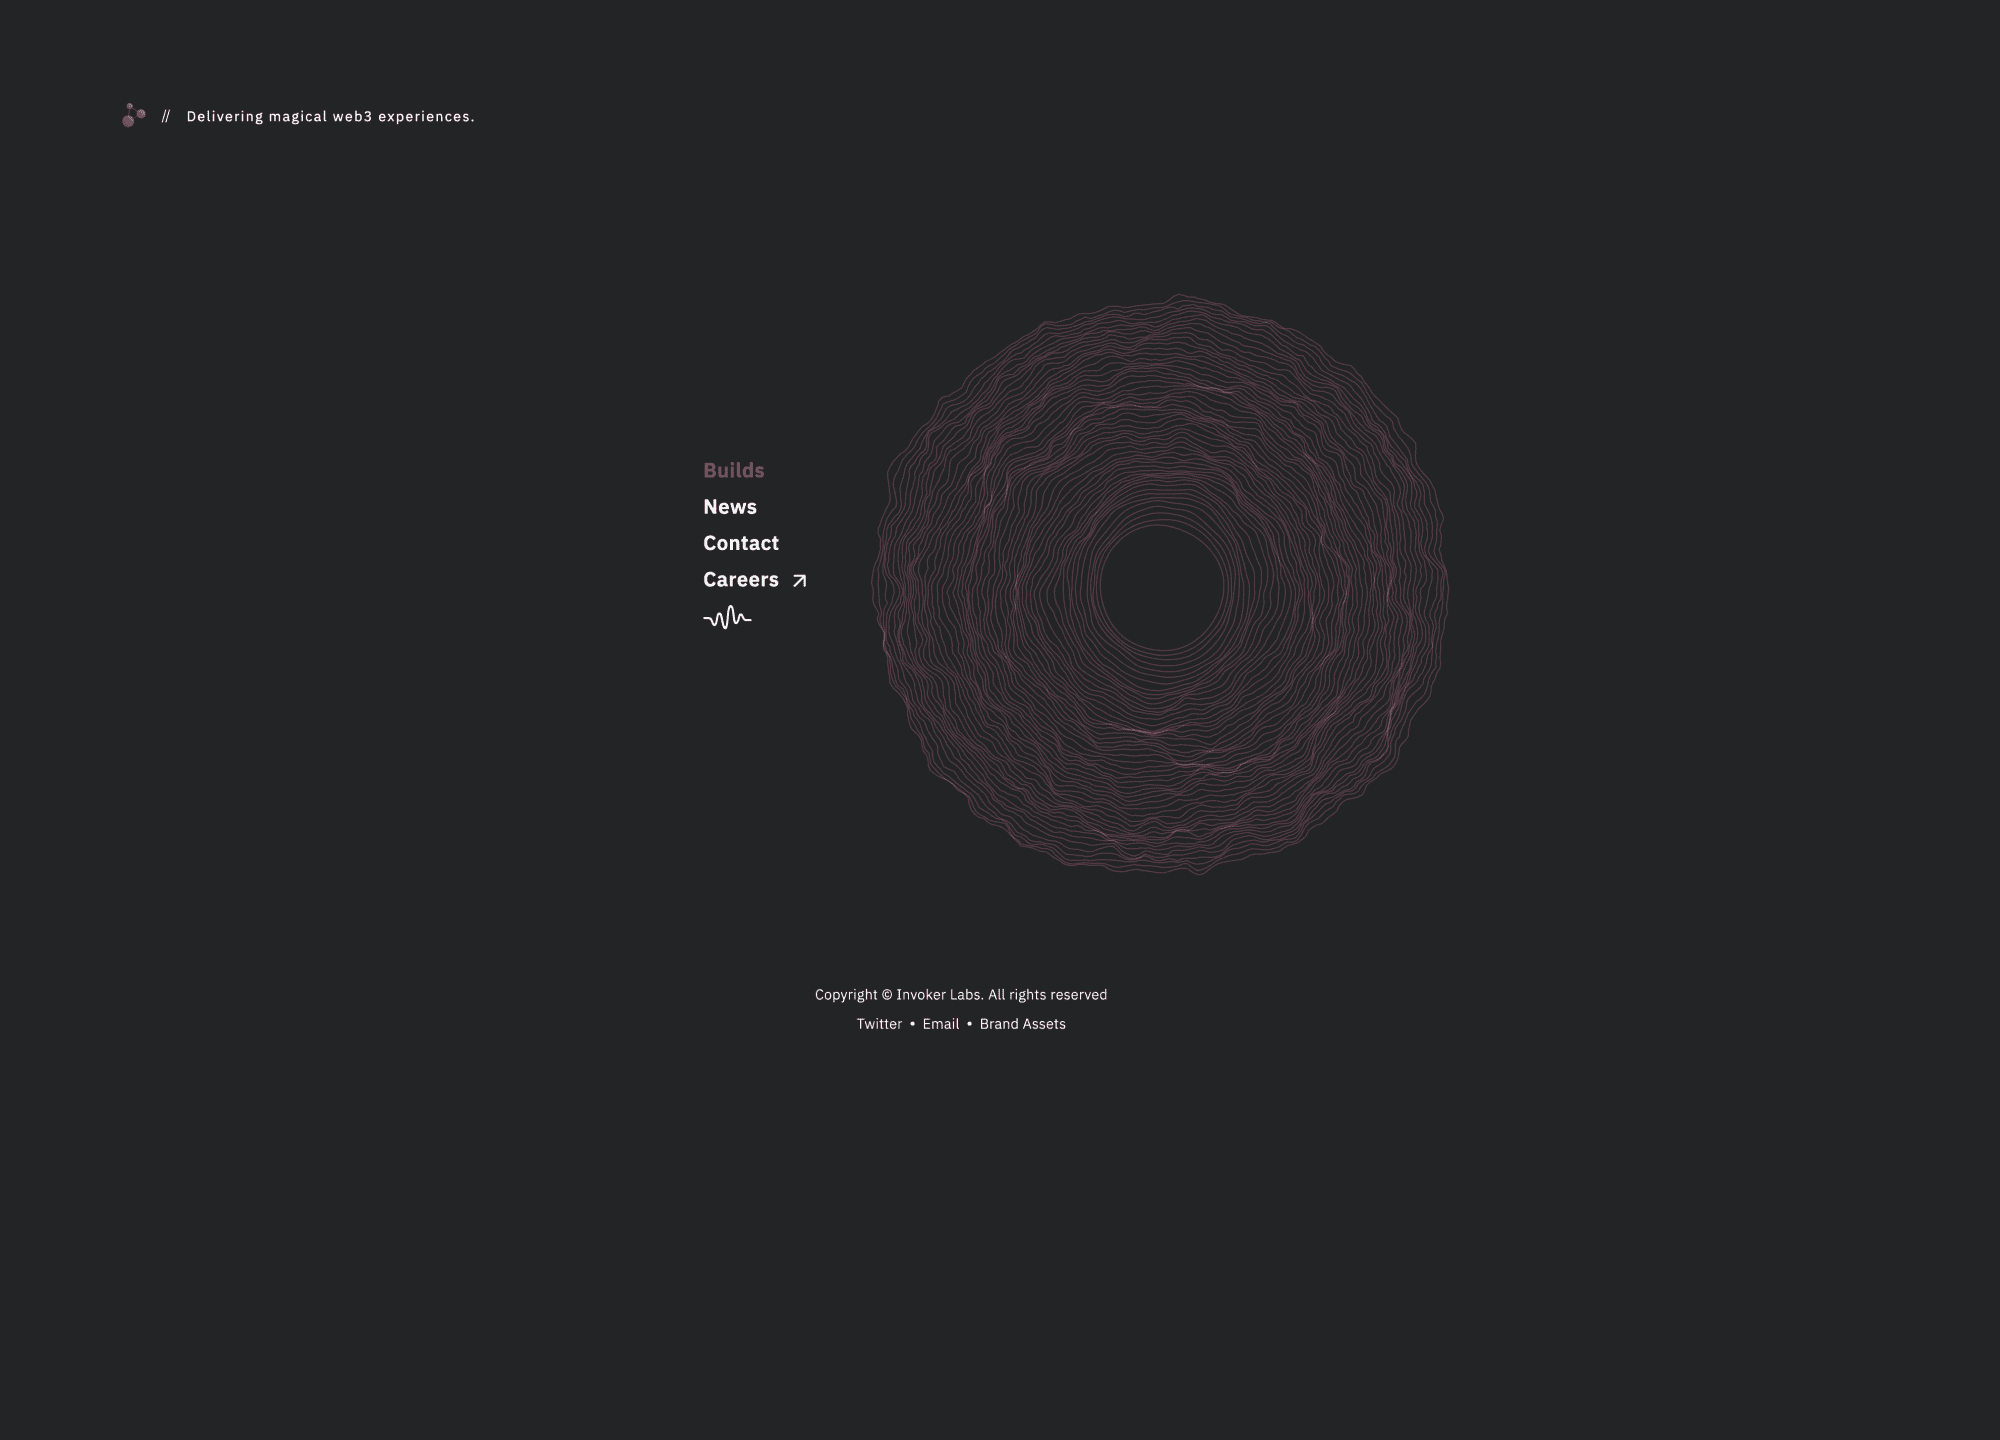 // Delivering magical web3 experiences.
Builds
News
Contact
Careers
Copyright © Invoker Labs. All rights reserved
Twitter • Email • Brand Assets